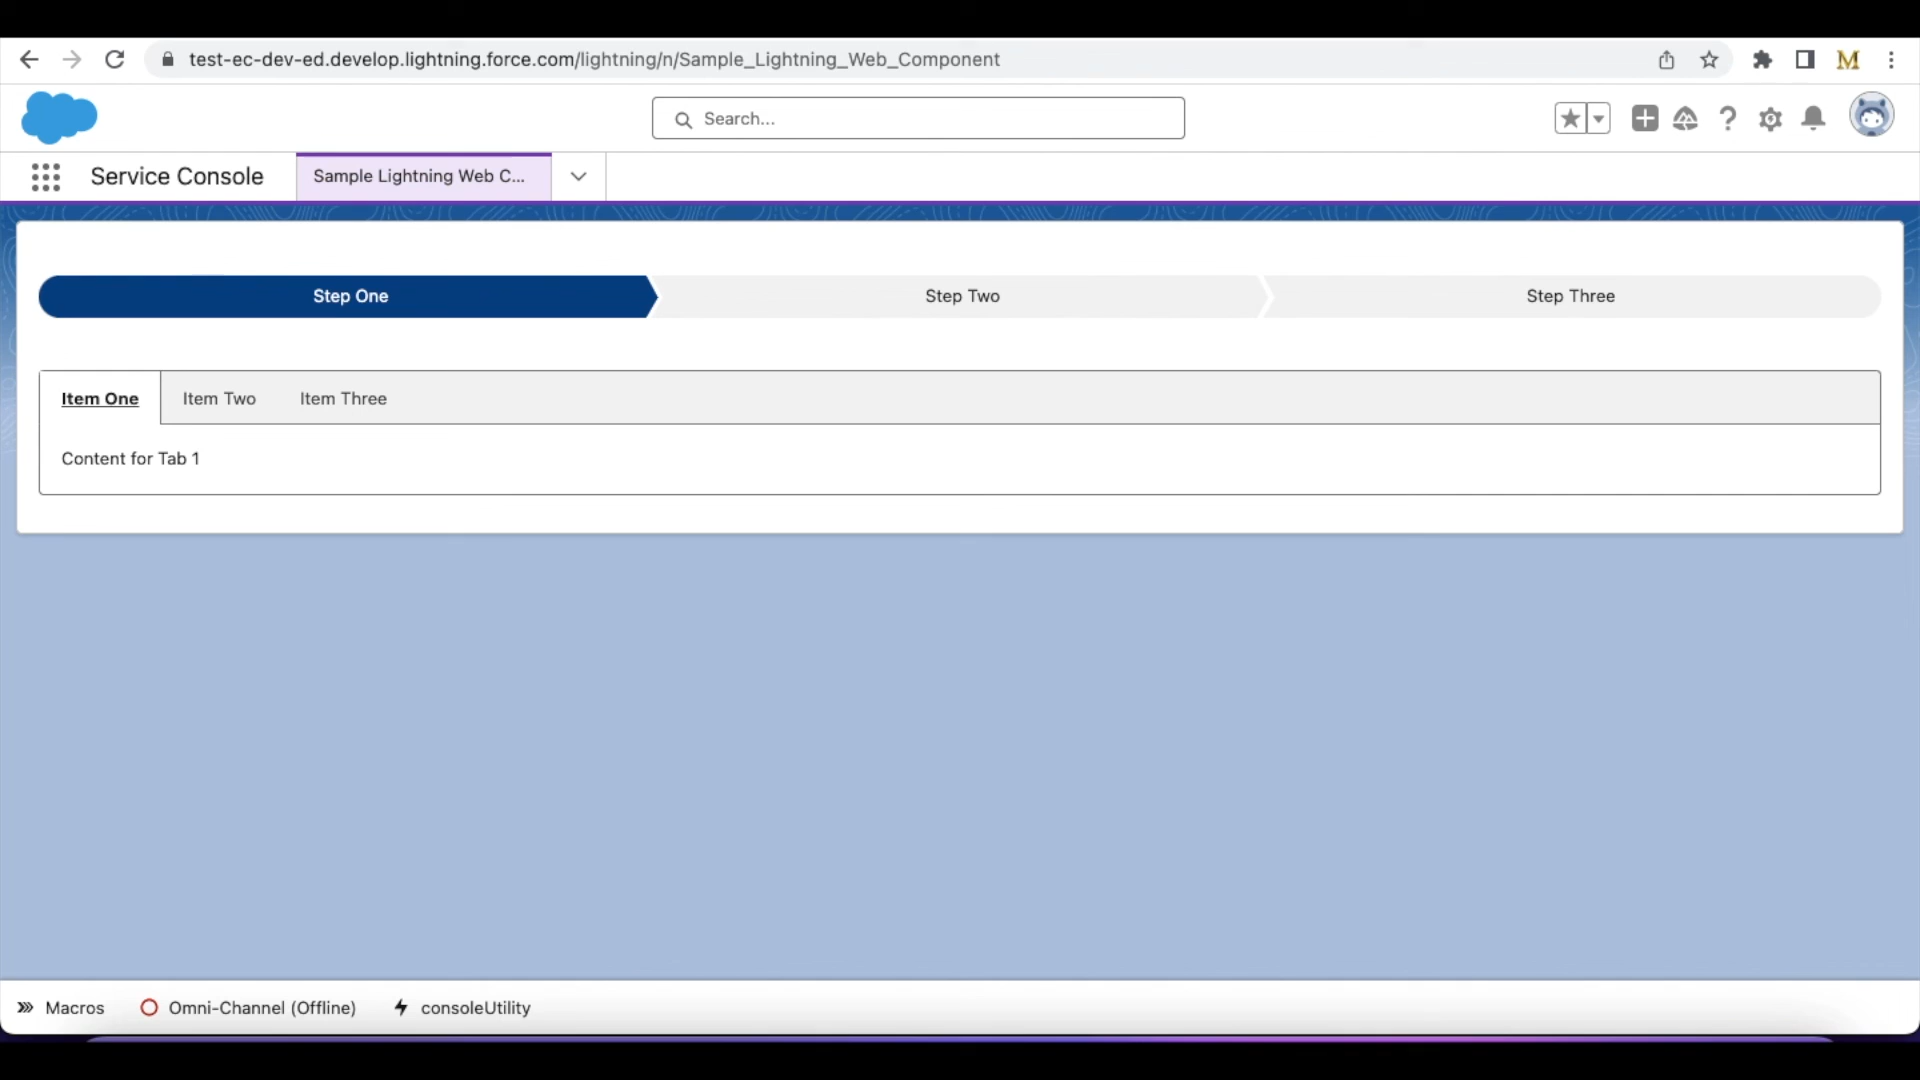 test-ec-dev-ed.develop.lightning.force.com/lightning/n/Sample_Lightning_Web_Component
M
Search...
Service Console
Sample Lightning Web C...
Step One
Step Two
Step Three
Item One
Item Two
Item Three
Content for Tab 1
Macros
Omni-Channel (Offline)
consoleUtility